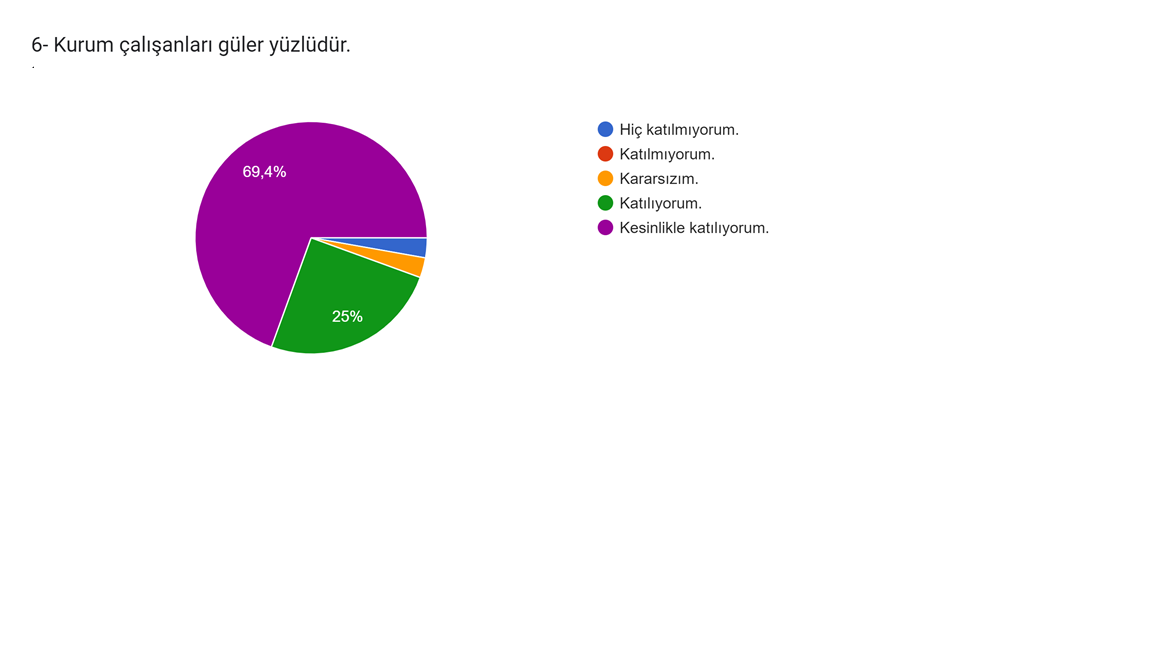 6- Kurum çalışanları güler yüzlüdür.
.
69,4%
25%
Hiç katılmıyorum.
Katılmıyorum.
Kararsızım.
Katılıyorum.
Kesinlikle katılıyorum.